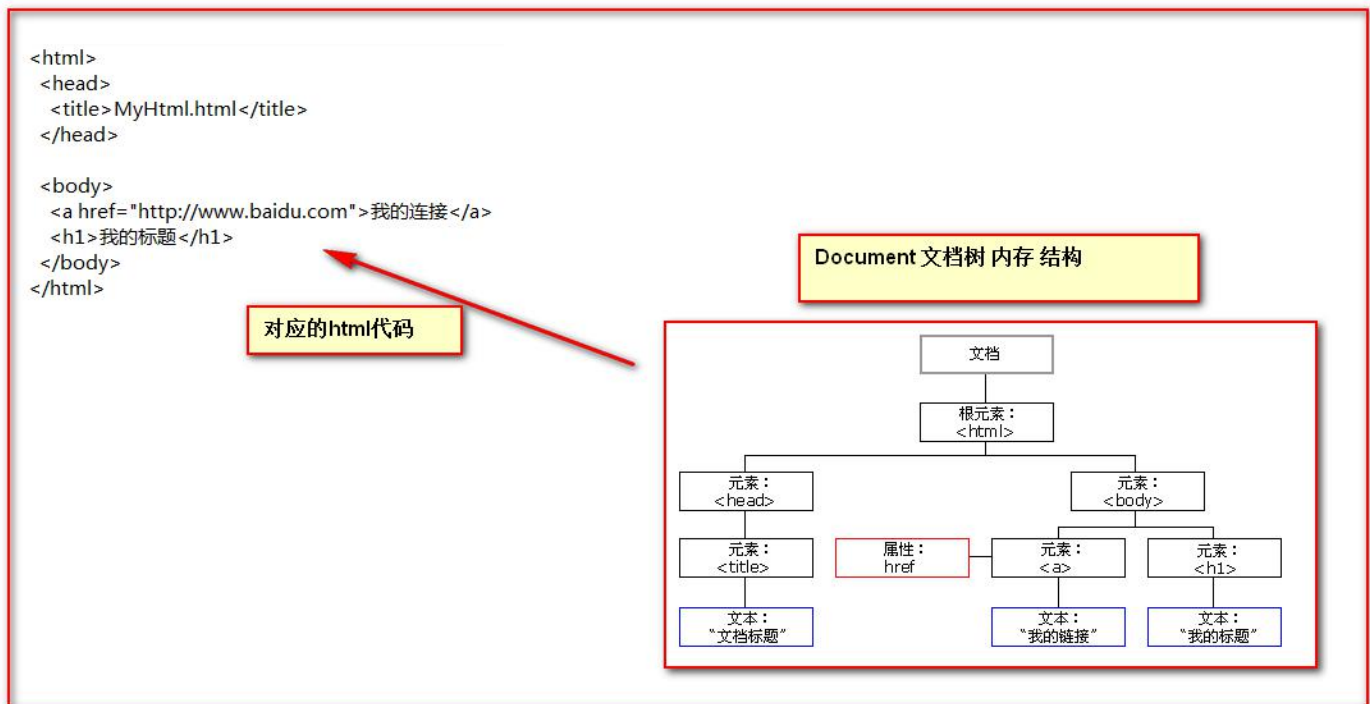 <html>
<head>
<title>MyHtml.html</title>
</head>
<body>
<a href="http://www.baidu.com">我的连接</a>
<h1>我的标题</h1>
</body>
</html>
对应的html代码
Document 文档树 内存 结构
文档
根元素：
<html>
元素：
<head>
元素：
<body>
元素：
<title>
属性：
href
元素：
<a>
元素：
<h1>
文本：
“文档标题”
文本：
“我的链接”
文本：
“我的标题”